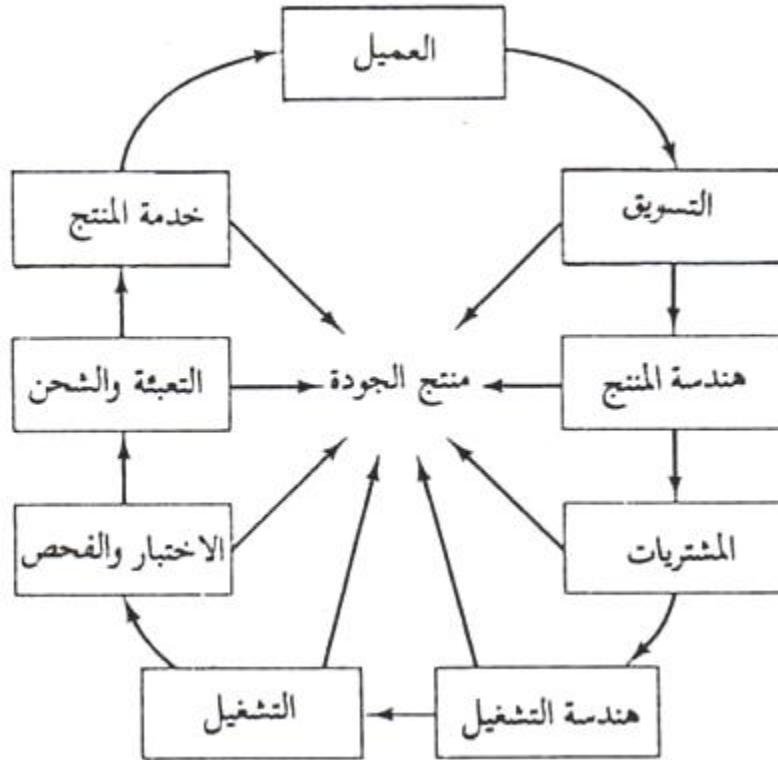 العميل
التسويق
هندسة المنتج
المشتريات
هندسة التشغيل
التشغيل
الاختبار والفحص
التعبئة والشحن
خدمة المنتج
منتج الجودة